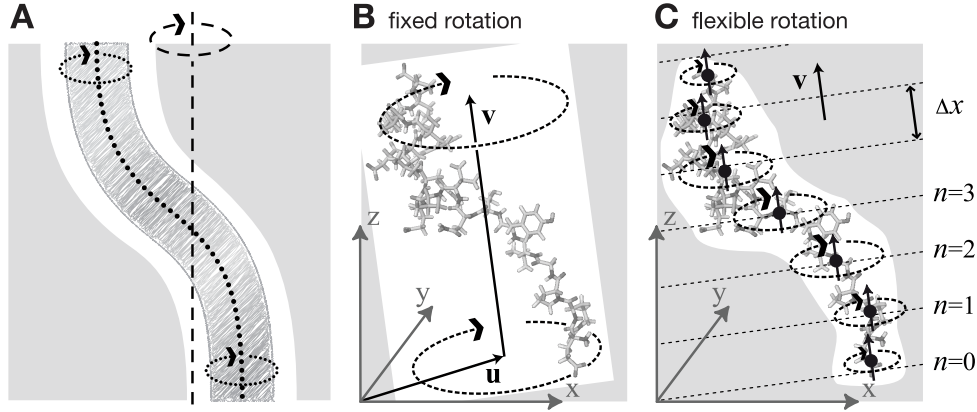 A
B fixed rotation
C flexible rotation
v
u
z
y
x
v
Δx
n=3
n=2
n=1
n=0
z
y
x